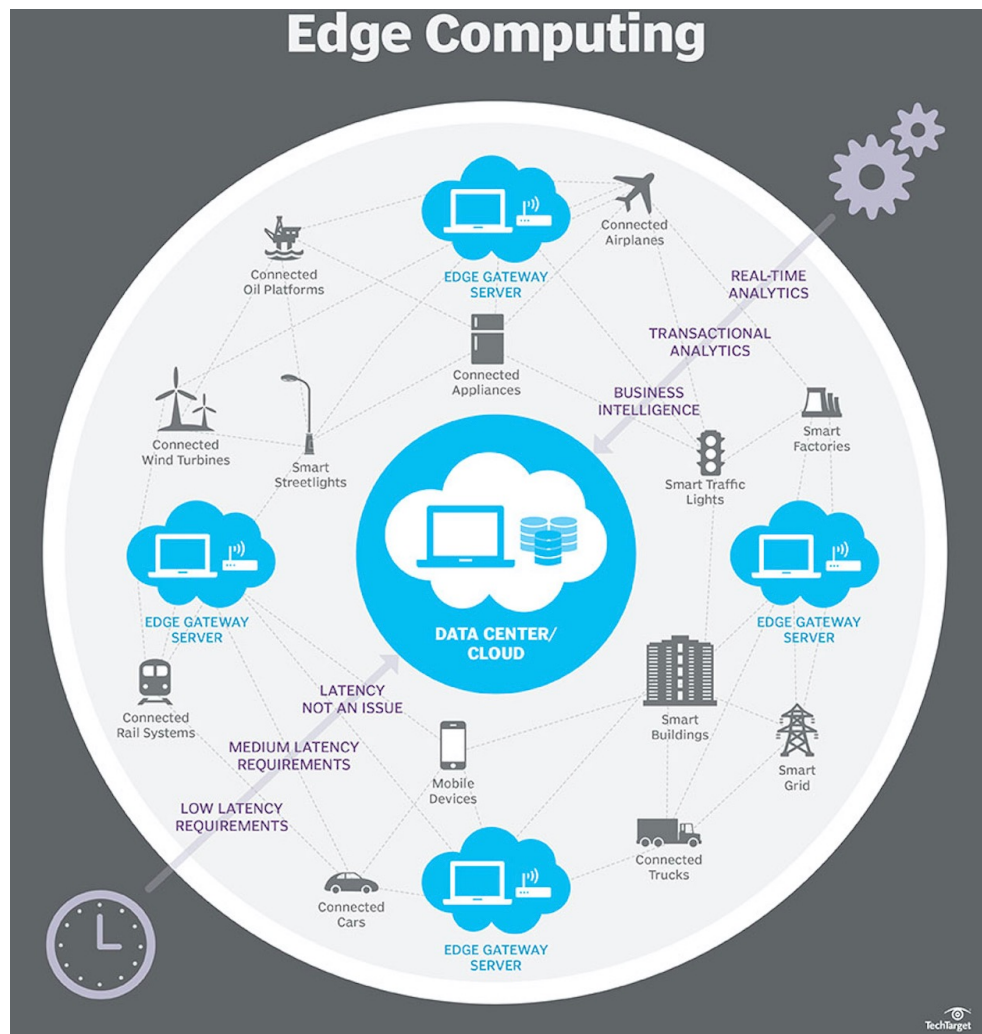 Edge Computing
EDGE GATEWAY
SERVER
Connected
Airplanes
Connected
Oil Platforms
REAL-TIME
ANALYTICS
TRANSACTIONAL
ANALYTICS
Connected
Appliances
BUSINESS
INTELLIGENCE
Connected
Wind Turbines
Smart
Streetlights
Smart
Factories
Smart Traffic
Lights
EDGE GATEWAY
SERVER
DATA CENTER/
CLOUD
EDGE GATEWAY
SERVER
Connected
Rail Systems
LATENCY
NOT AN ISSUE
Smart
Buildings
MEDIUM LATENCY
REQUIREMENTS
Mobile
Devices
Smart
Grid
LOW LATENCY
REQUIREMENTS
Connected
Trucks
Connected
Cars
EDGE GATEWAY
SERVER
TechTarget